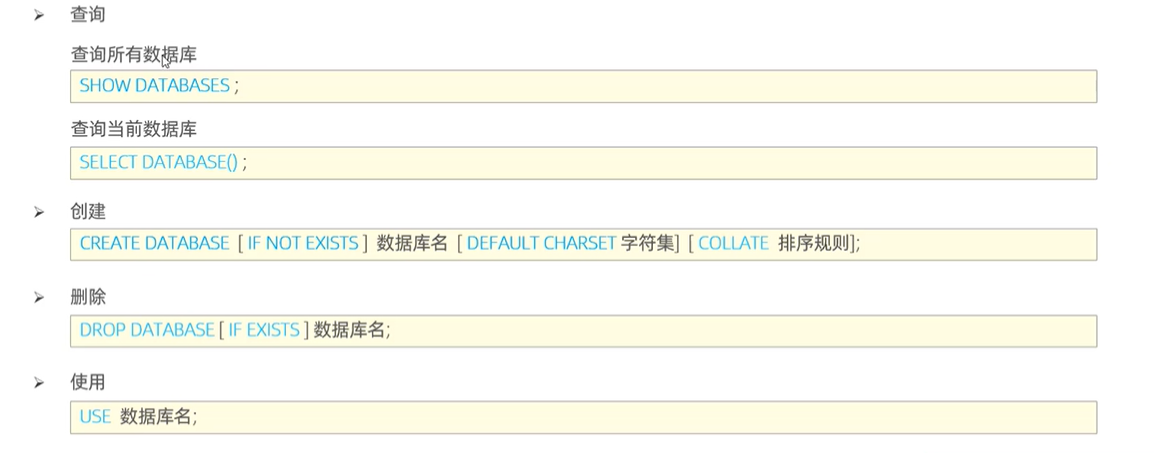 查询
查询所有数据库
SHOW DATABASES ;
查询当前数据库
SELECT DATABASE() ;
创建
CREATE DATABASE [ IF NOT EXISTS ] 数据库名 [ DEFAULT CHARSET 字符集] [ COLLATE 排序规则];
删除
DROP DATABASE [ IF EXISTS ] 数据库名;
使用
USE 数据库名;